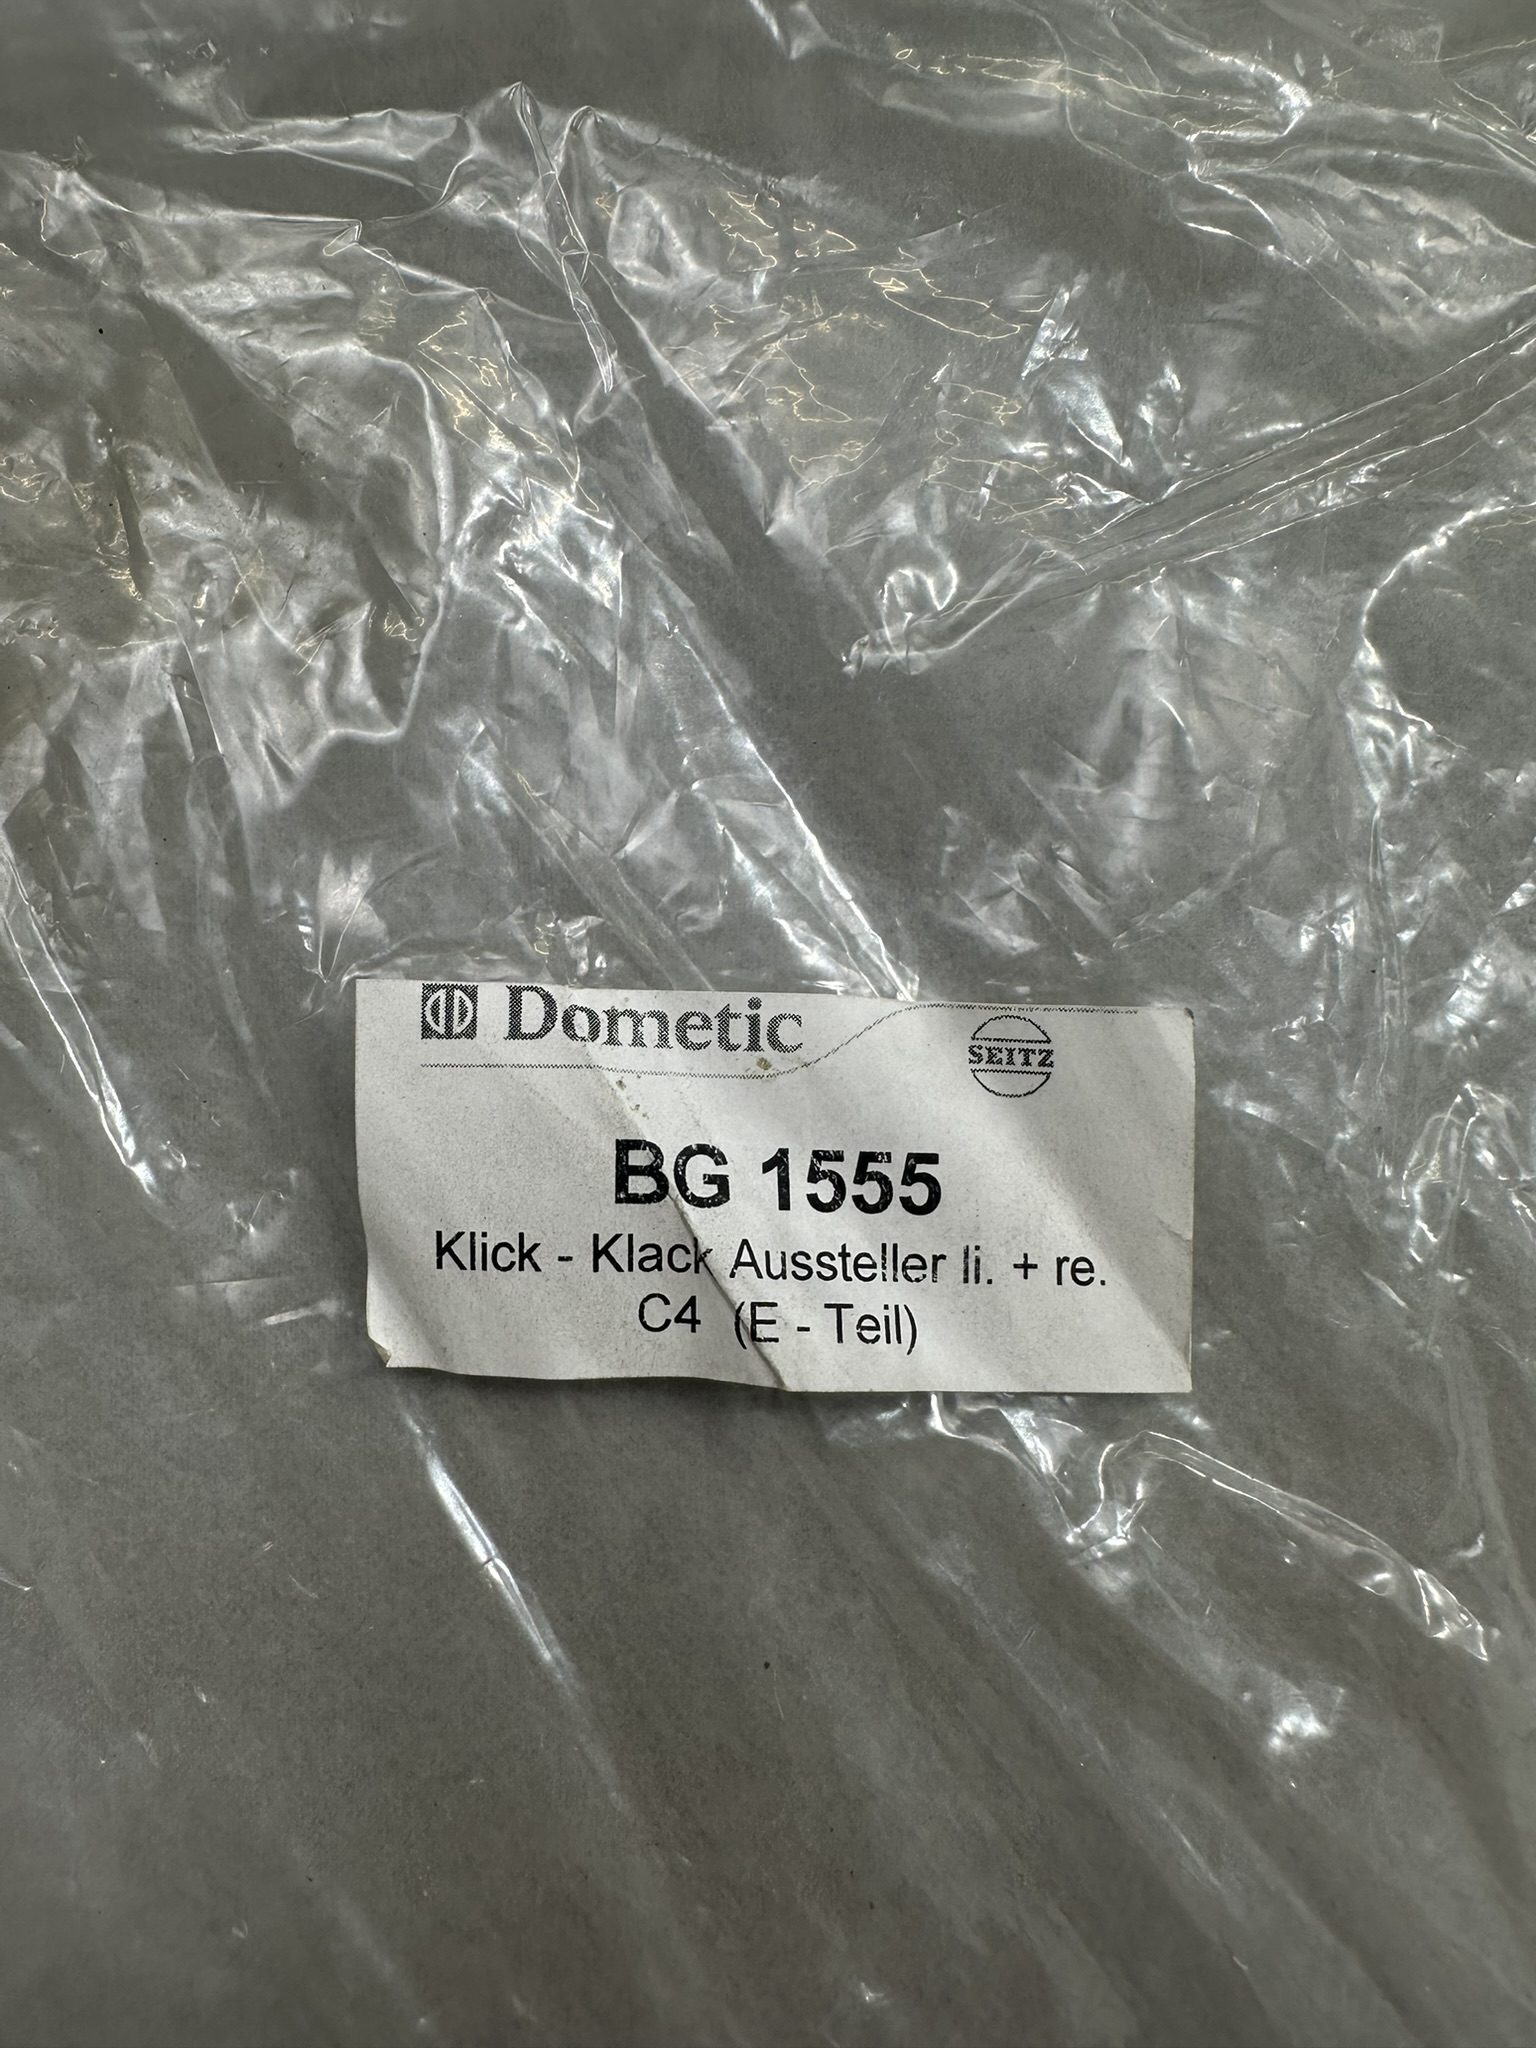 Dometic
SEITZ
BG 1555
Klick - Klack Aussteller li. + re.
C4 (E - Teil)